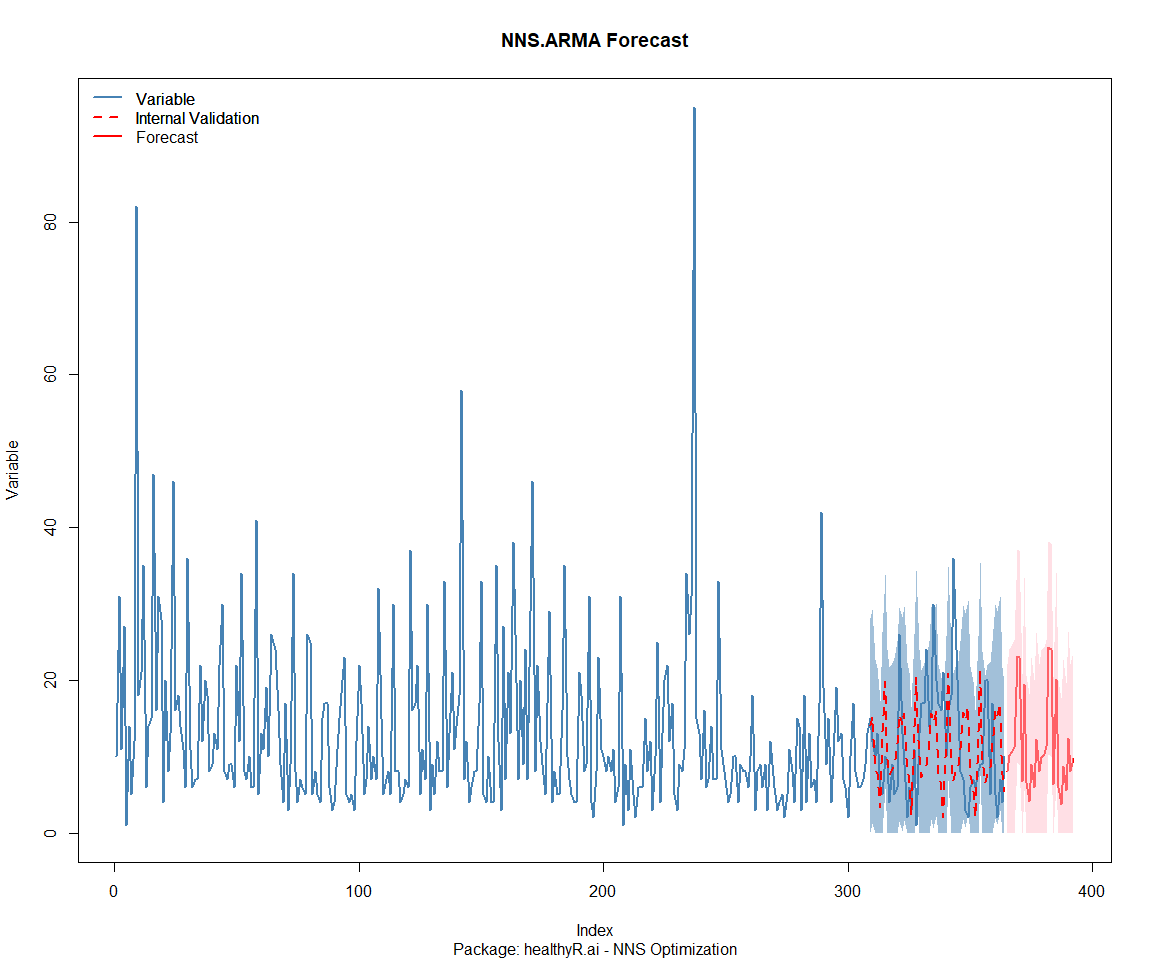 NNS.ARMA Forecast
Variable
Internal Validation
Forecast
Variable
80
60
40
20
0
0 100 200 300 400
Index
Package: healthyR.ai - NNS Optimization